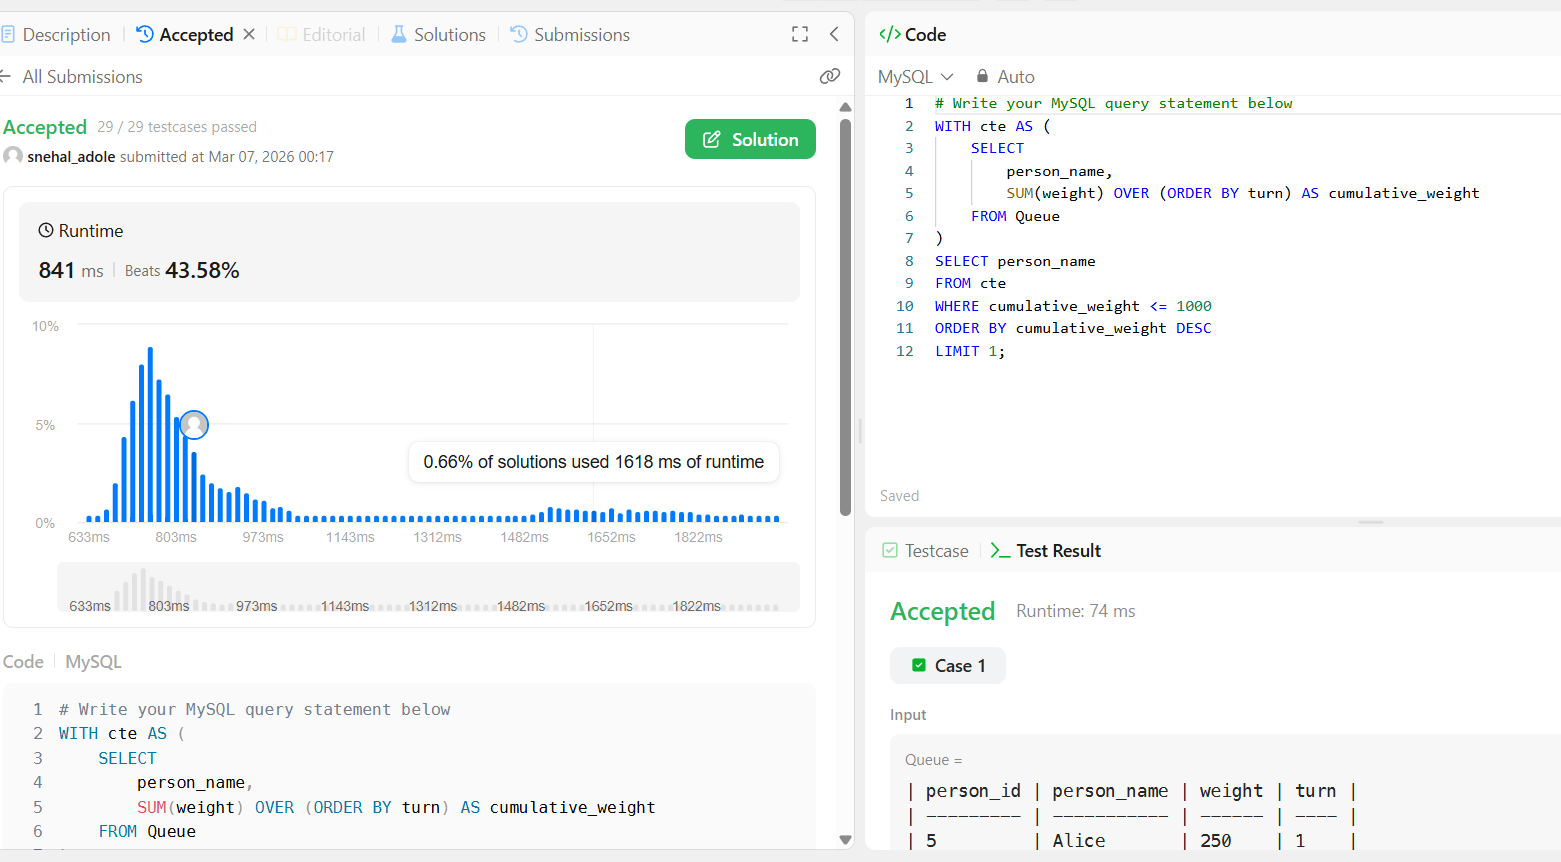 Description | Accepted × | Editorial | Solutions | Submissions
All Submissions
Accepted 29 / 29 testcases passed
snehal_adole submitted at Mar 07, 2026 00:17
Solution
Runtime
841 ms | Beats 43.58%
10%
5%
0%
0.66% of solutions used 1618 ms of runtime
633ms 803ms 973ms 1143ms 1312ms 1482ms 1652ms 1822ms
633ms 803ms 973ms 1143ms 1312ms 1482ms 1652ms 1822ms
Code | MySQL
1 # Write your MySQL query statement below
2 WITH cte AS (
3 SELECT
4 person_name,
5 SUM(weight) OVER (ORDER BY turn) AS cumulative_weight
6 FROM Queue
</> Code
MySQL Auto
1 # Write your MySQL query statement below
2 WITH cte AS (
3 SELECT
4 person_name,
5 SUM(weight) OVER (ORDER BY turn) AS cumulative_weight
6 FROM Queue
7 )
8 SELECT person_name
9 FROM cte
10 WHERE cumulative_weight <= 1000
11 ORDER BY cumulative_weight DESC
12 LIMIT 1;
Saved
Testcase | >_ Test Result
Accepted Runtime: 74 ms
Case 1
Input
Queue =
| person_id | person_name | weight | turn |
| --------- | ----------- | ------ | ---- |
| 5 | Alice | 250 | 1 |